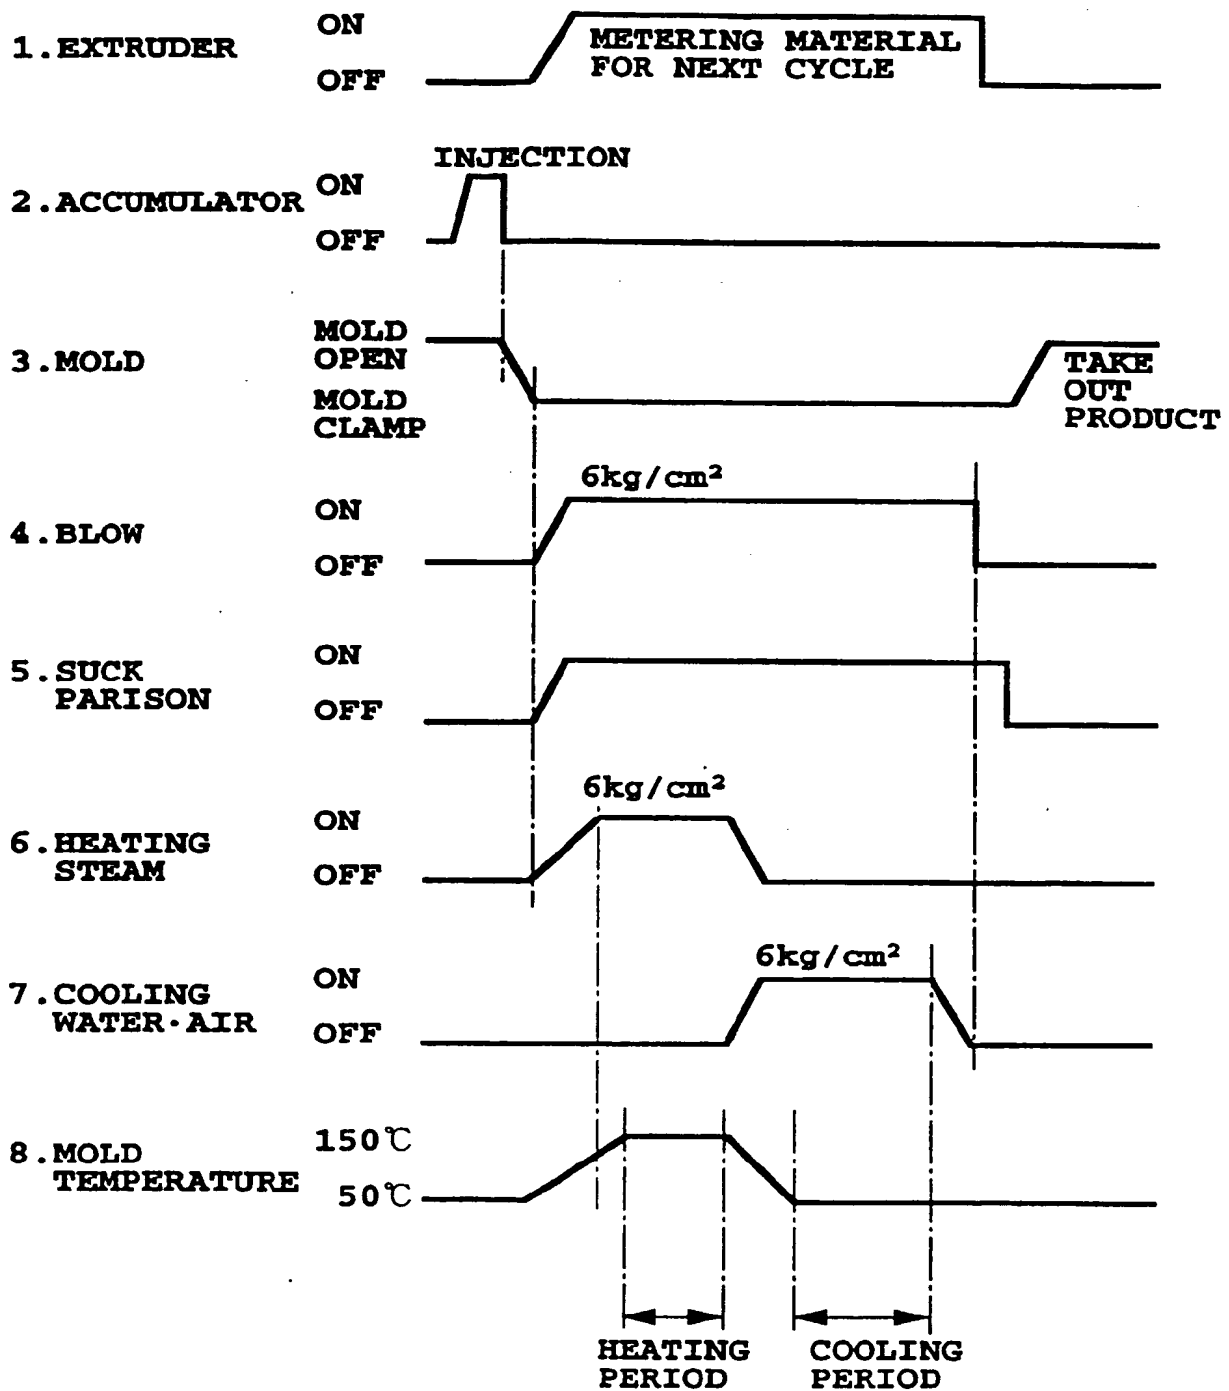 1.EXTRUDER
ON
OFF
METERING MATERIAL
FOR NEXT CYCLE
INJECTION
2.ACCUMULATOR
ON
OFF
3.MOLD
MOLD
OPEN
MOLD
CLAMP
TAKE
OUT
PRODUCT
4.BLOW
ON
OFF
6kg/cm²
5.SUCK
PARISON
ON
OFF
6.HEATING
STEAM
ON
OFF
6kg/cm²
7.COOLING
WATER·AIR
ON
OFF
6kg/cm²
8.MOLD
TEMPERATURE
150℃
50℃
HEATING
PERIOD
COOLING
PERIOD